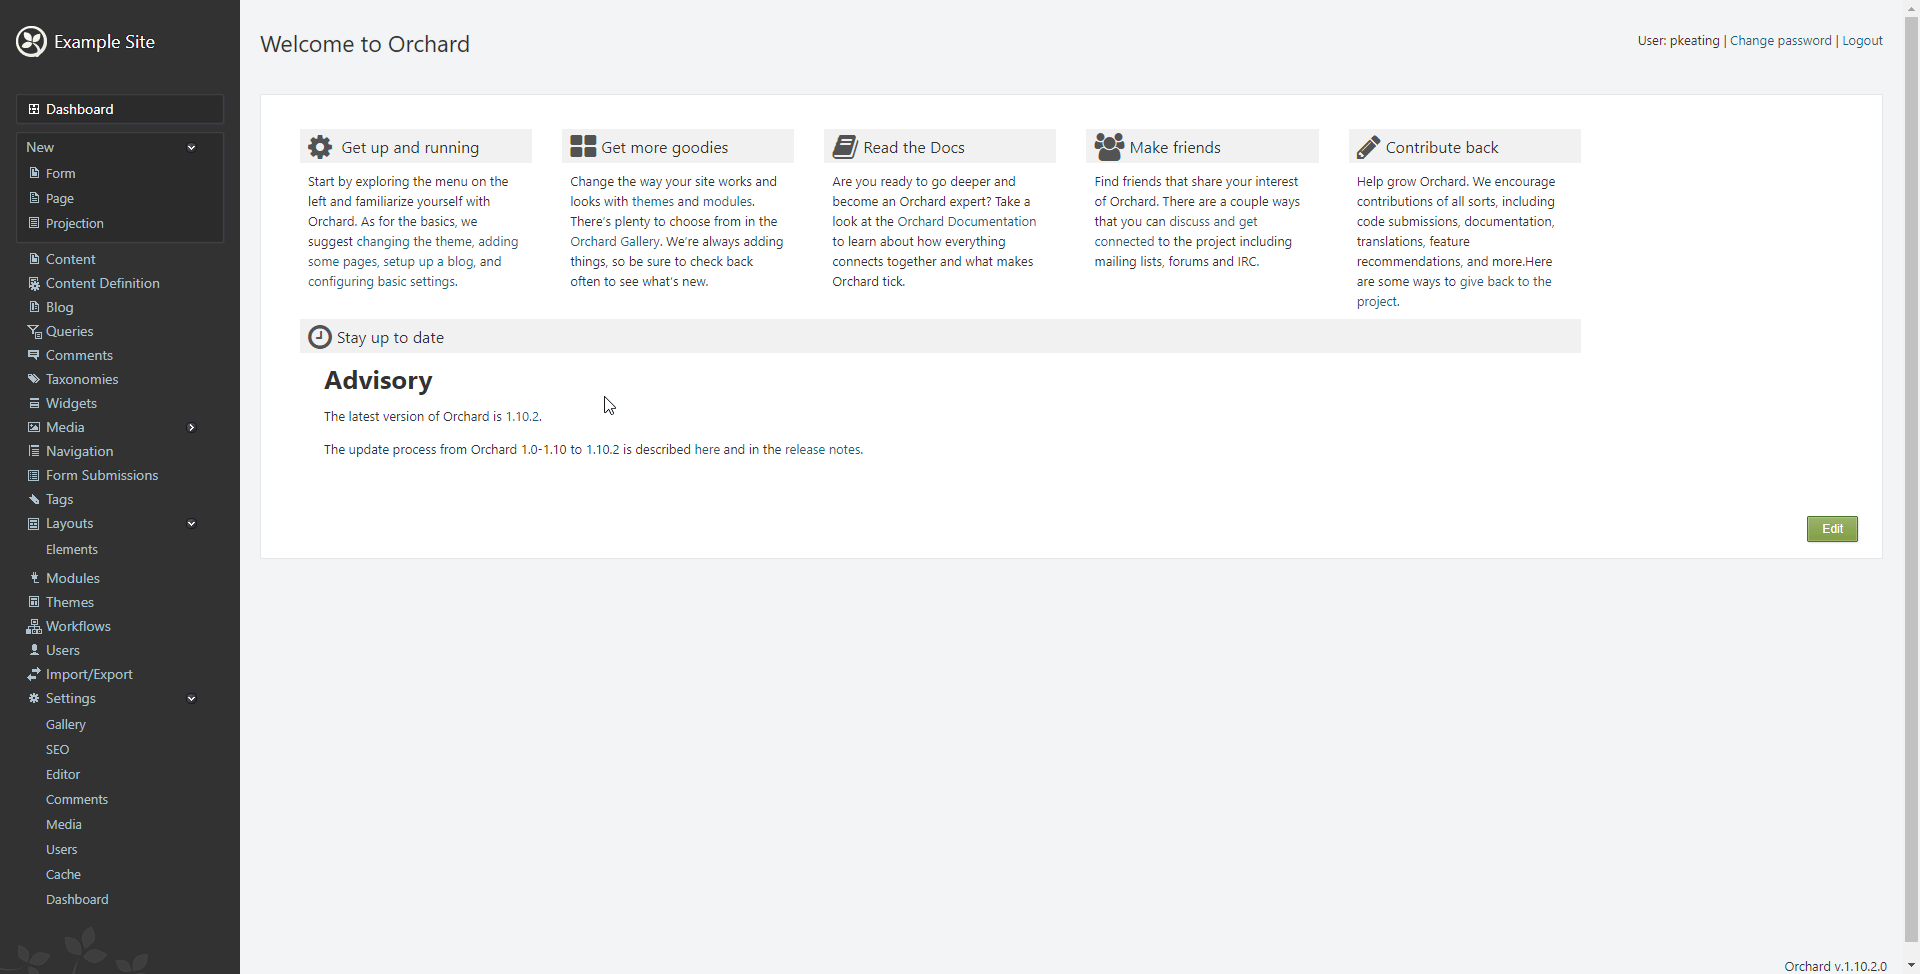 Example Site
Dashboard
New
Form
Page
Projection
Content
Content Definition
Blog
Queries
Comments
Taxonomies
Widgets
Media
Navigation
Form Submissions
Tags
Layouts
Elements
Modules
Themes
Workflows
Users
Import/Export
Settings
Gallery
SEO
Editor
Comments
Media
Users
Cache
Dashboard
Welcome to Orchard
User: pkeating | Change password | Logout
Get up and running
Start by exploring the menu on the
left and familiarize yourself with
Orchard. As for the basics, we
suggest changing the theme, adding
some pages, setup up a blog, and
configuring basic settings.
Get more goodies
Change the way your site works and
looks with themes and modules.
There's plenty to choose from in the
Orchard Gallery. We're always adding
things, so be sure to check back
often to see what's new.
Read the Docs
Are you ready to go deeper and
become an Orchard expert? Take a
look at the Orchard Documentation
to learn about how everything
connects together and what makes
Orchard tick.
Make friends
Find friends that share your interest
of Orchard. There are a couple ways
that you can discuss and get
connected to the project including
mailing lists, forums and IRC.
Contribute back
Help grow Orchard. We encourage
contributions of all sorts, including
code submissions, documentation,
translations, feature
recommendations, and more.Here
are some ways to give back to the
project.
Stay up to date
Advisory
The latest version of Orchard is 1.10.2.
The update process from Orchard 1.0-1.10 to 1.10.2 is described here and in the release notes.
Edit
Orchard v.1.10.2.0